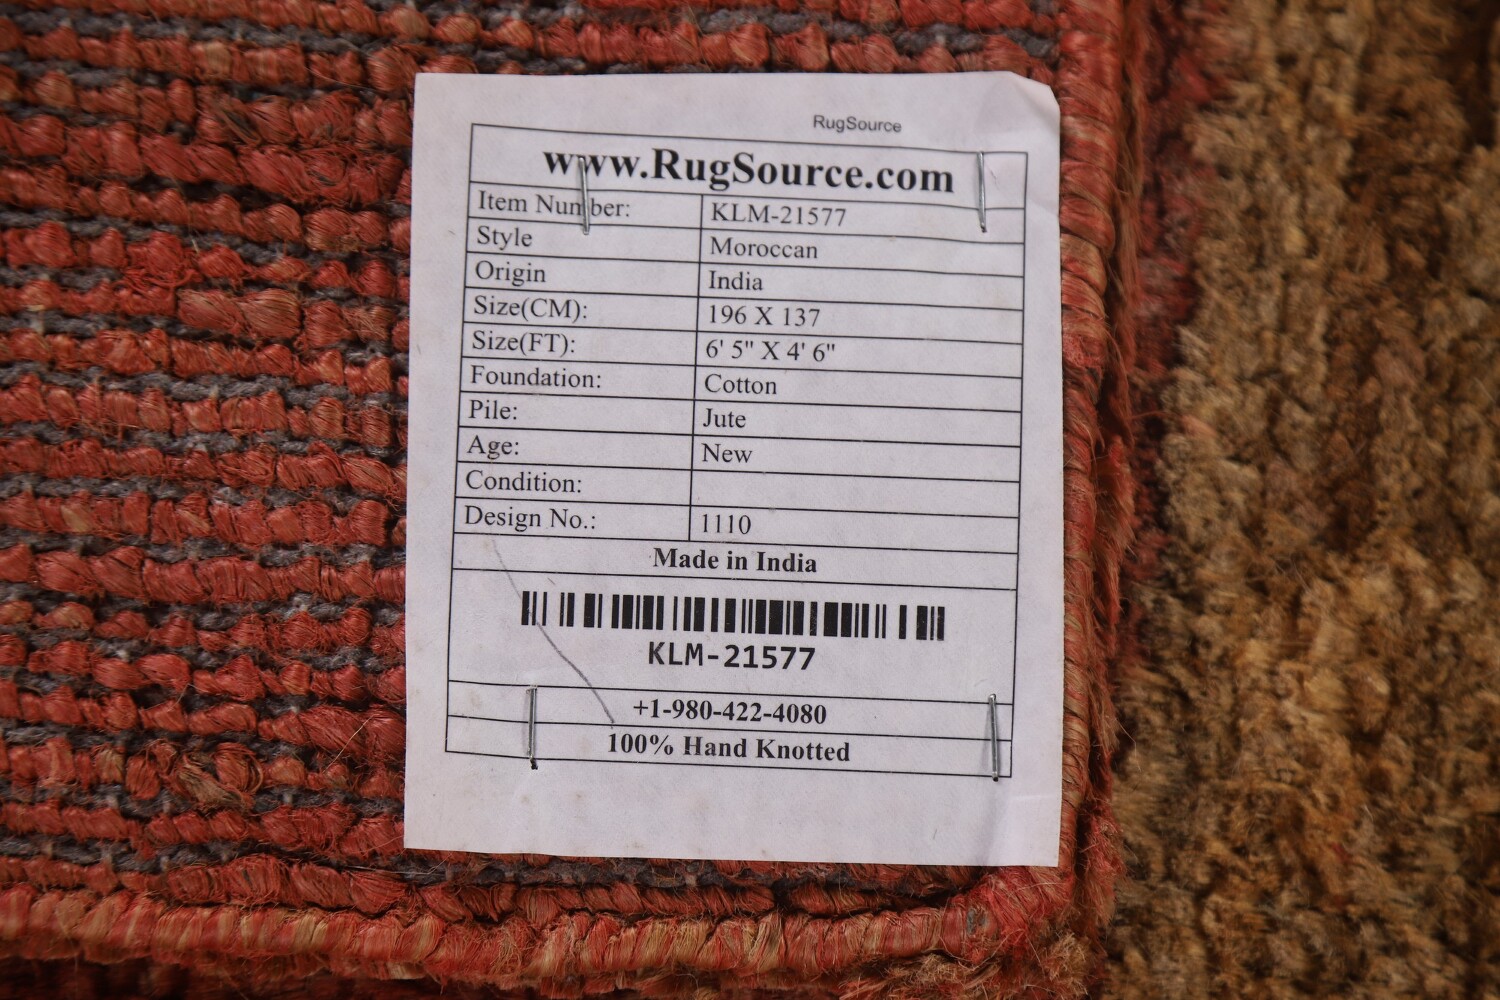 RugSource
www.RugSource.com
Item Number: KLM-21577
Style Moroccan
Origin India
Size(CM): 196 X 137
Size(FT): 6' 5" X 4' 6"
Foundation: Cotton
Pile: Jute
Age: New
Condition:
Design No.: 1110
Made in India
KLM-21577
+1-980-422-4080
100% Hand Knotted